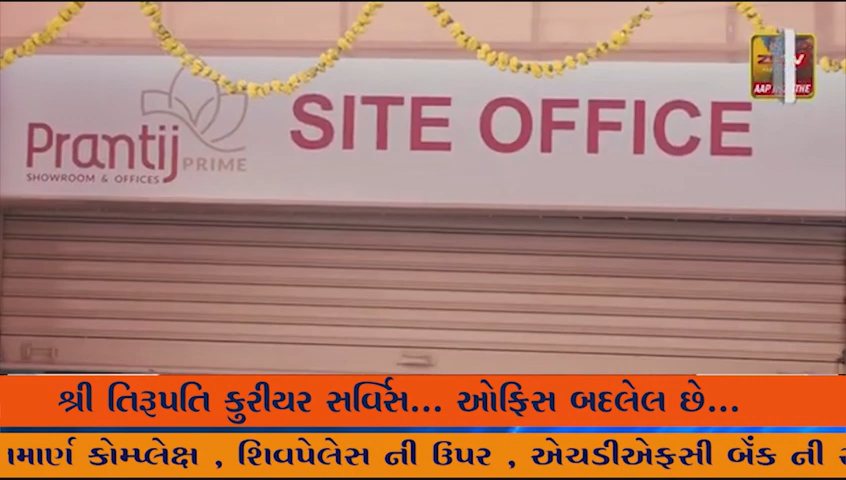 SITE OFFICE
Prantij
PRIME
SHOWROOM & OFFICES
શ્રી તિરૂપતિ કુરીયર સર્વિસ... ઓફિસ બદલેલ છે...
કોમ્પ્લેક્ષ , શિવપેલેસ ની ઉપર , એચડીએફસી બેંક ની